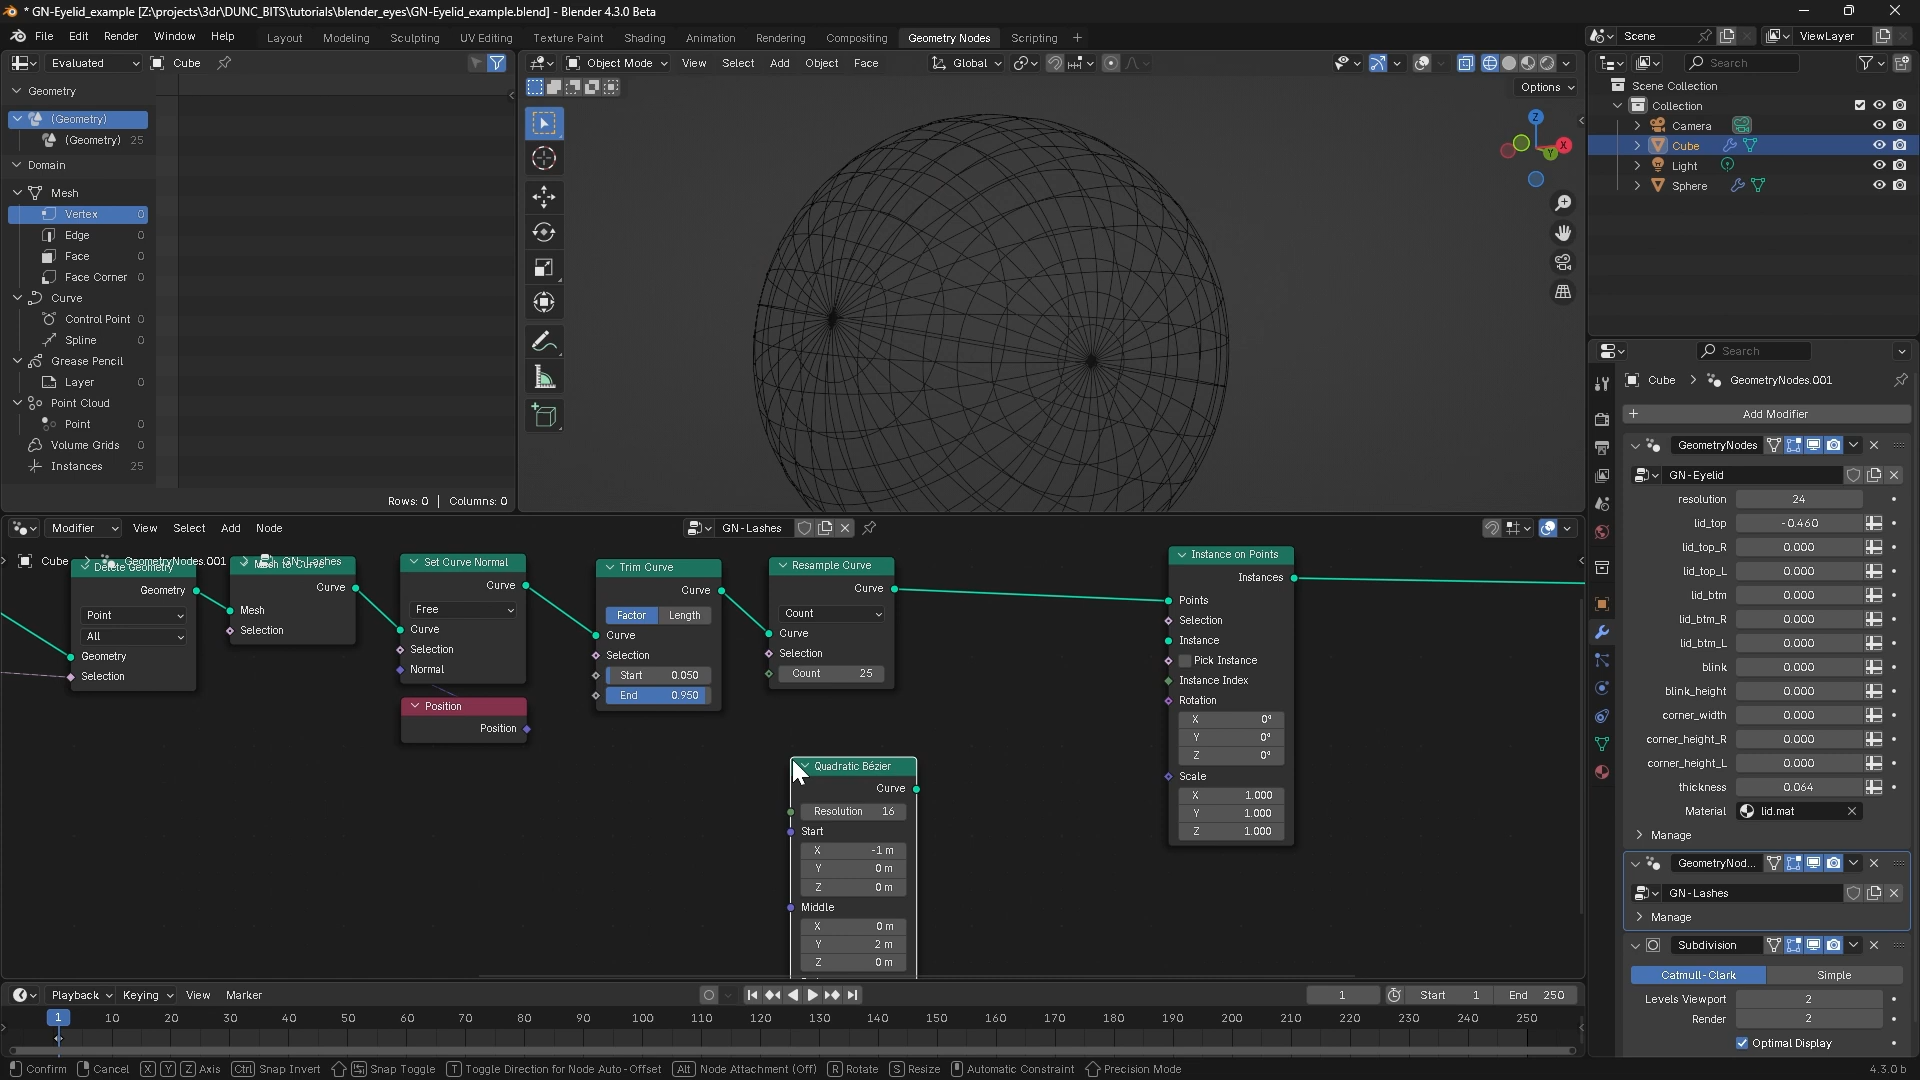 * GN-Eyelid_example [Z:\projects\3dr\DUNC_BITS\tutorials\blender_eyes\GN-Eyelid_example.blend] - Blender 4.3.0 Beta
File Edit Render Window Help Layout Modeling Sculpting UV Editing Texture Paint Shading Animation Rendering Compositing Geometry Nodes Scripting + Scene ViewLayer
Evaluated Cube
Object Mode View Select Add Object Face Global
Search
Options
Geometry
(Geometry)
(Geometry) 25
Domain
Mesh
Vertex 0
Edge 0
Face 0
Face Corner 0
Curve
Control Point 0
Spline 0
Grease Pencil
Layer 0
Point Cloud
Point 0
Volume Grids 0
Instances 25
Rows: 0 | Columns: 0
Z
X
Y
Scene Collection
Collection
Camera
Cube
Light
Sphere
Search
Cube > GeometryNodes.001
+ Add Modifier
GeometryNodes
GN-Eyelid
resolution 24
lid_top -0.460
lid_top_R 0.000
lid_top_L 0.000
lid_btm 0.000
lid_btm_R 0.000
lid_btm_L 0.000
blink 0.000
blink_height 0.000
corner_width 0.000
corner_height_R 0.000
corner_height_L 0.000
thickness 0.064
Material lid.mat
Manage
GeometryNod...
GN-Lashes
Manage
Subdivision
Catmull-Clark Simple
Levels Viewport 2
Render 2
Optimal Display
Modifier View Select Add Node GN-Lashes
Cube > GeometryNodes.001 > GN-Lashes
Delete Geometry
Geometry
Point
All
Geometry
Selection
Mesh to Curve
Curve
Mesh
Selection
Set Curve Normal
Curve
Free
Curve
Selection
Normal
Position
Position
Trim Curve
Curve
Factor Length
Curve
Selection
Start 0.050
End 0.950
Resample Curve
Curve
Count
Curve
Selection
Count 25
Quadratic Bézier
Curve
Resolution 16
Start
X -1 m
Y 0 m
Z 0 m
Middle
X 0 m
Y 2 m
Z 0 m
Instance on Points
Instances
Points
Selection
Instance
Pick Instance
Instance Index
Rotation
X 0°
Y 0°
Z 0°
Scale
X 1.000
Y 1.000
Z 1.000
Playback Keying View Marker 1 Start 1 End 250
1 10 20 30 40 50 60 70 80 90 100 110 120 130 140 150 160 170 180 190 200 210 220 230 240 250
Confirm Cancel X Y Z Axis Ctrl Snap Invert Snap Toggle T Toggle Direction for Node Auto-Offset Alt Node Attachment (Off) R Rotate S Resize Automatic Constraint Precision Mode 4.3.0 b